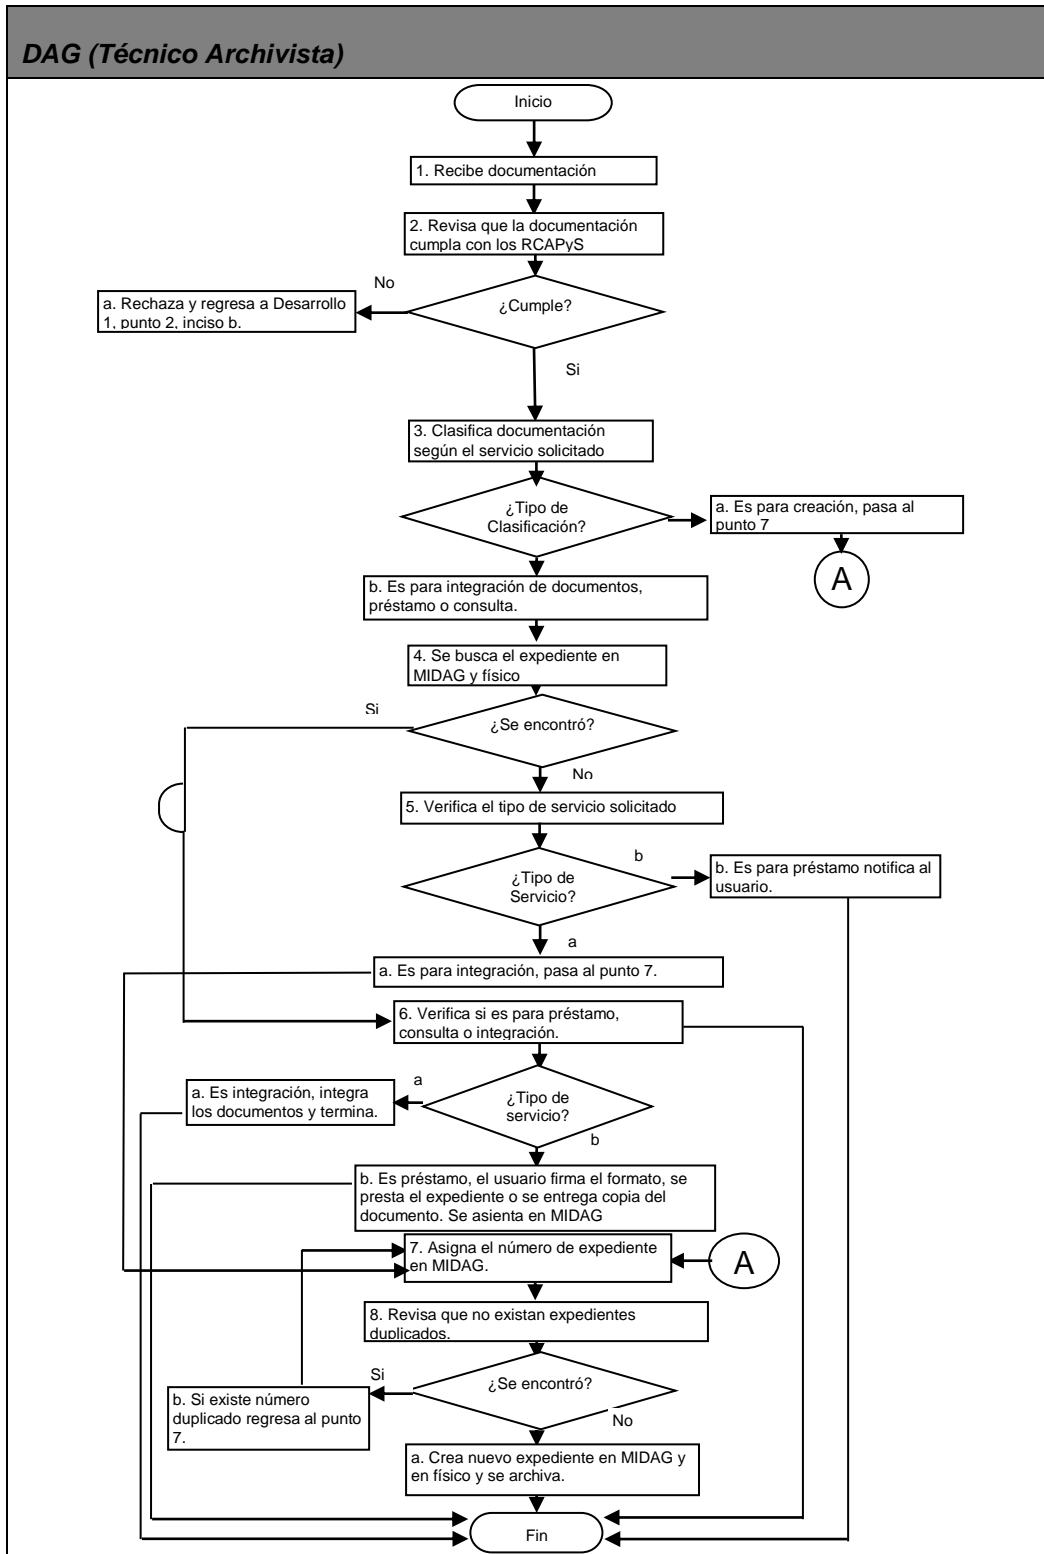 DAG (Técnico Archivista)
Inicio
1. Recibe documentación
2. Revisa que la documentación
cumpla con los RCAPyS
No
¿Cumple?
a. Rechaza y regresa a Desarrollo
1, punto 2, inciso b.
Si
3. Clasifica documentación
según el servicio solicitado
¿Tipo de
Clasificación?
a. Es para creación, pasa al
punto 7
A
b. Es para integración de documentos,
préstamo o consulta.
4. Se busca el expediente en
MIDAG y físico
Si
¿Se encontró?
No
5. Verifica el tipo de servicio solicitado
b
¿Tipo de
Servicio?
b. Es para préstamo notifica al
usuario.
a
a. Es para integración, pasa al punto 7.
6. Verifica si es para préstamo,
consulta o integración.
a
a. Es integración, integra
los documentos y termina.
¿Tipo de
servicio?
b
b. Es préstamo, el usuario firma el formato, se
presta el expediente o se entrega copia del
documento. Se asienta en MIDAG
7. Asigna el número de expediente
en MIDAG.
A
8. Revisa que no existan expedientes
duplicados.
Si
¿Se encontró?
b. Si existe número
duplicado regresa al punto
7.
No
a. Crea nuevo expediente en MIDAG y
en físico y se archiva.
Fin